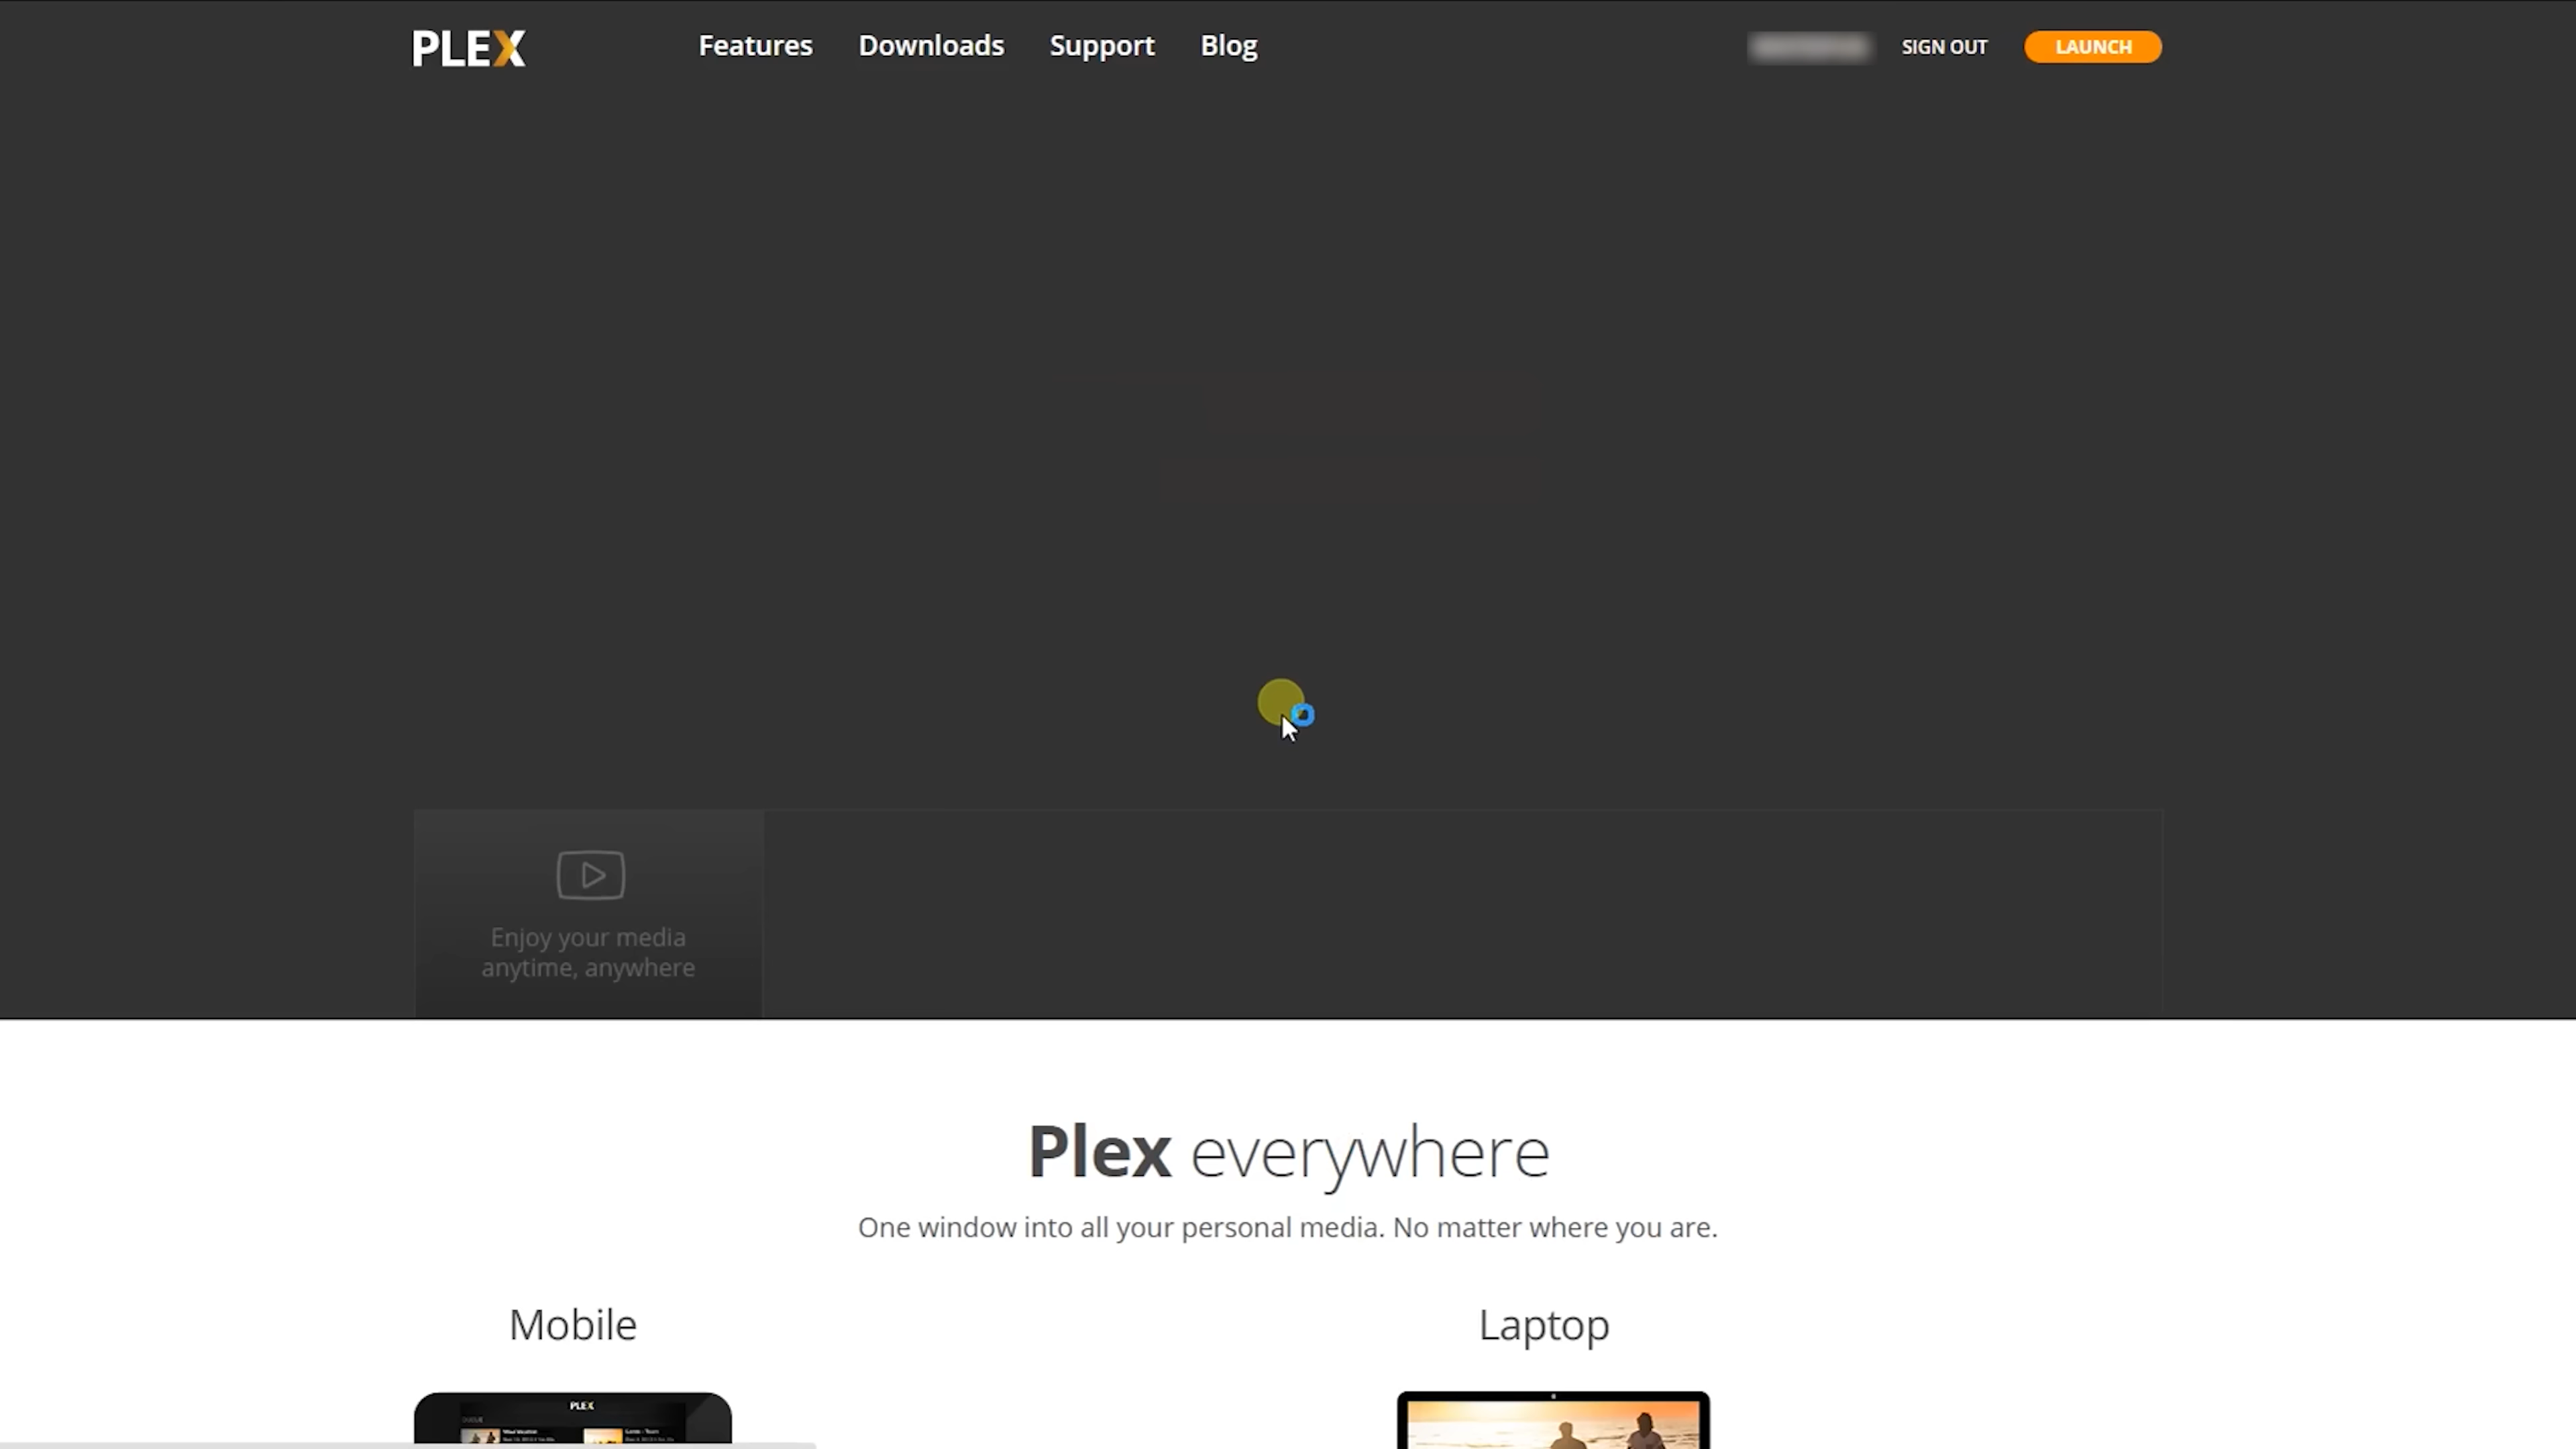 PLEX
Features
Downloads
Support
Blog
SIGN OUT
LAUNCH
Enjoy your media
anytime, anywhere
Plex everywhere
One window into all your personal media. No matter where you are.
Mobile
Laptop
PLEX